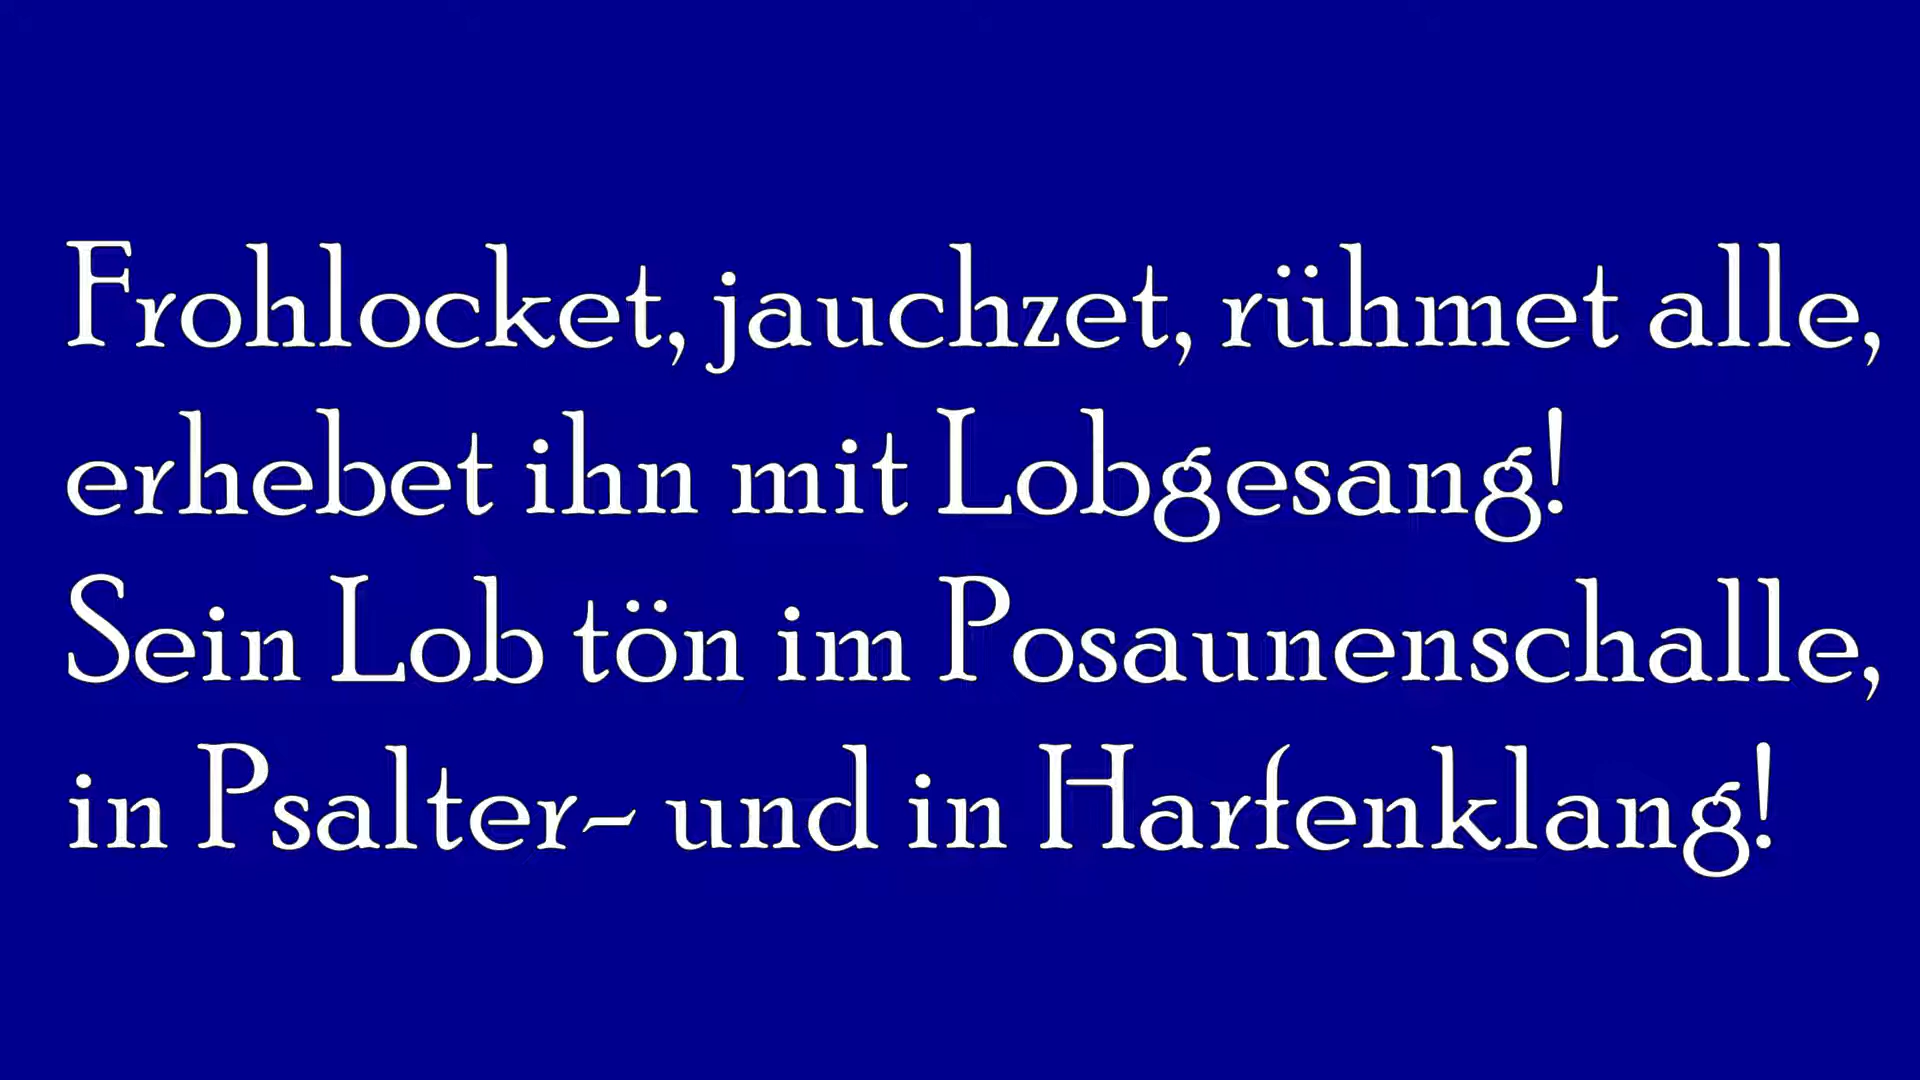 Frohlocket, jauchzet, rühmet alle,
erhebet ihn mit Lobgesang!
Sein Lob tön im Posaunenschalle,
in Psalter- und in Harfenklang!